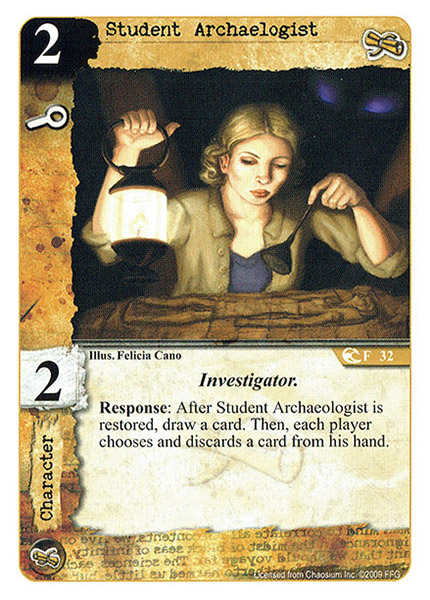 2
Student Archaelogist
Illus. Felicia Cano
F 32
2
Investigator.
Response: After Student Archaeologist is
restored, draw a card. Then, each player
chooses and discards a card from his hand.
Character
Licensed from Chaosium Inc. ©2009 FFG